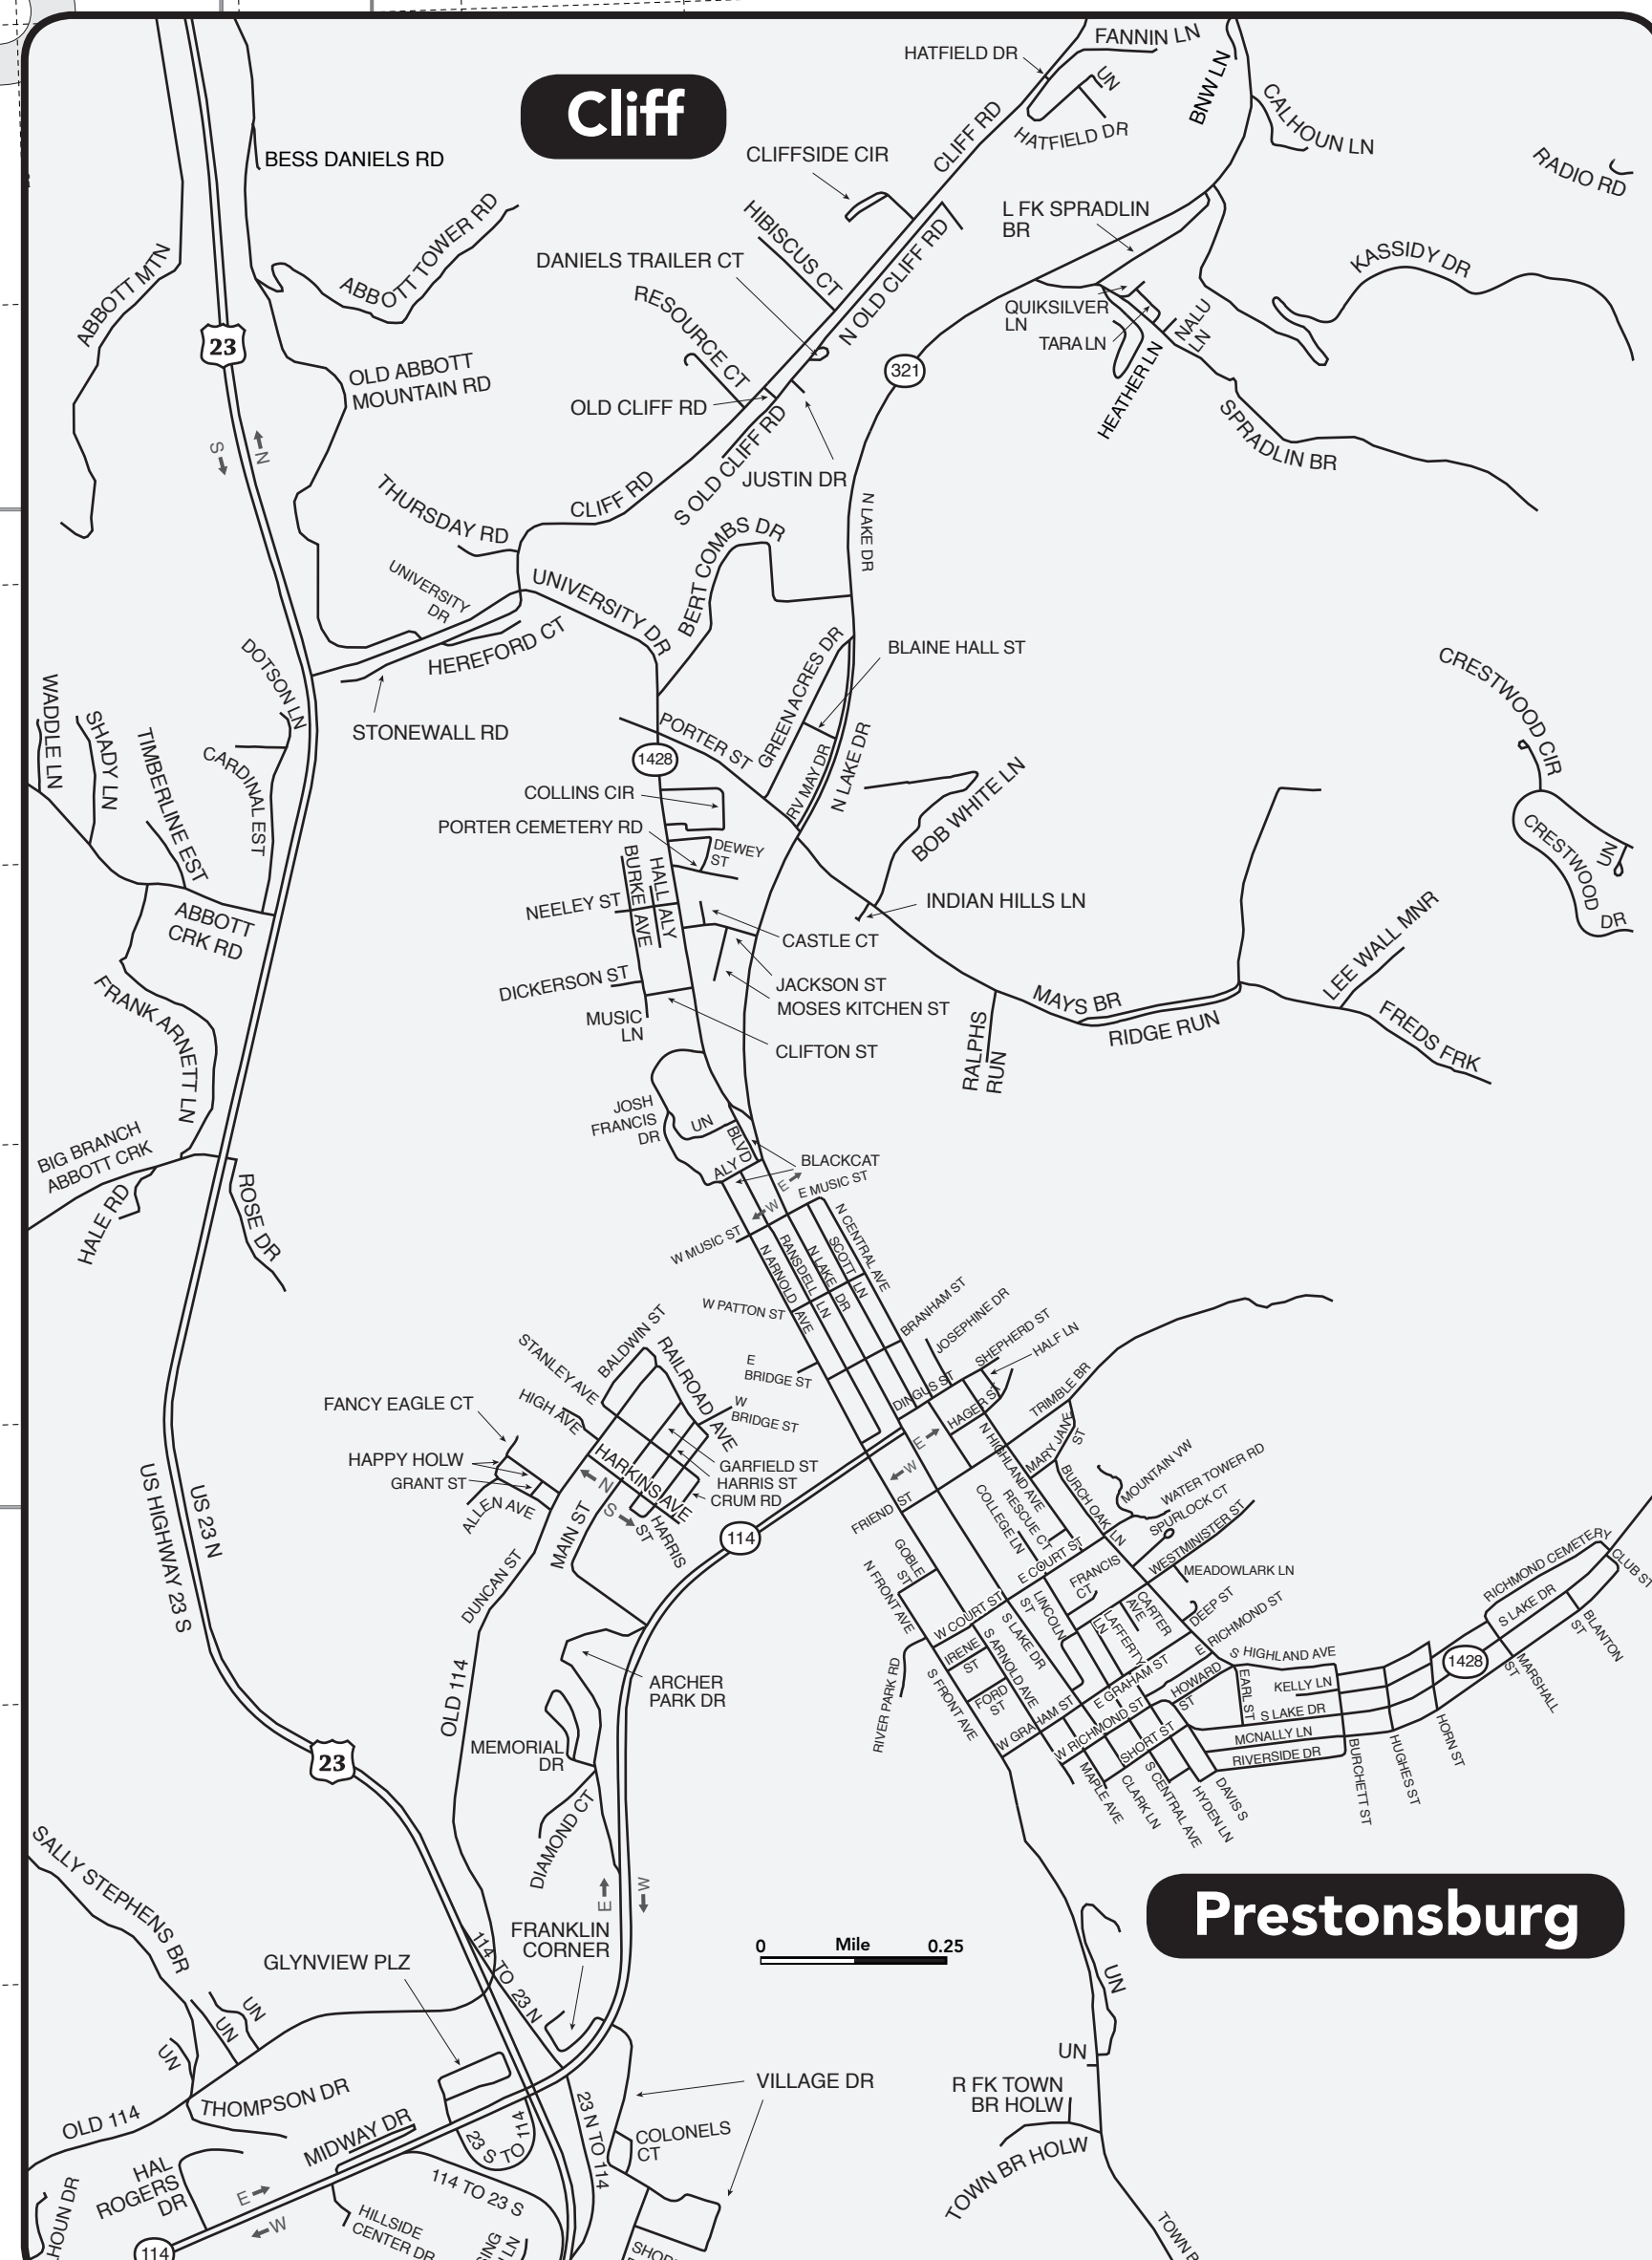 Cliff
FANNIN LN
HATFIELD DR
UN
BNW LN
CALHOUN LN
HATFIELD DR
CLIFF RD
RADIO RD
BESS DANIELS RD
CLIFFSIDE CIR
ABBOTT TOWER RD
HIBISCUS CT
L FK SPRADLIN
BR
ABBOTT MTN
DANIELS TRAILER CT
N OLD CLIFF RD
KASSIDY DR
RESOURCE CT
QUIKSILVER
LN
NALU
LN
TARA LN
23
OLD ABBOTT
MOUNTAIN RD
321
HEATHER LN
OLD CLIFF RD
SPRADLIN BR
S
N
S OLD CLIFF RD
JUSTIN DR
CLIFF RD
THURSDAY RD
N LAKE DR
BERT COMBS DR
UNIVERSITY
DR
UNIVERSITY DR
HEREFORD CT
DOTSON LN
GREEN ACRES DR
BLAINE HALL ST
CRESTWOOD CIR
WADDLE LN
SHADY LN
TIMBERLINE EST
CARDINAL EST
STONEWALL RD
PORTER ST
1428
RV MAY DR
N LAKE DR
COLLINS CIR
BOB WHITE LN
PORTER CEMETERY RD
DEWEY
ST
CRESTWOOD
DR
UN
BURKE AVE
HALL ALY
NEELEY ST
INDIAN HILLS LN
ABBOTT
CRK RD
CASTLE CT
LEE WALL MNR
DICKERSON ST
JACKSON ST
MOSES KITCHEN ST
MUSIC
LN
FRANK ARNETT LN
MAYS BR
RIDGE RUN
FREDS FRK
RALPHS
RUN
CLIFTON ST
JOSH
FRANCIS
DR
UN
BLVD
ALY
BLACKCAT
BIG BRANCH
ABBOTT CRK
HALE RD
ROSE DR
E
W
E MUSIC ST
W MUSIC ST
N CENTRAL AVE
SCOTT LN
N LAKE DR
RANSDELL LN
N ARNOLD AVE
W PATTON ST
BRANHAM ST
JOSEPHINE DR
SHEPHERD ST
HALF LN
E
BRIDGE ST
STANLEY AVE
BALDWIN ST
RAILROAD AVE
W
BRIDGE ST
HIGH AVE
FANCY EAGLE CT
HAPPY HOLW
GRANT ST
ALLEN AVE
HARKINS AVE
GARFIELD ST
HARRIS ST
CRUM RD
N
S
HARRIS
ST
MAIN ST
114
DINGUS ST
HAGER ST
TRIMBLE BR
E
W
FRIEND ST
N HIGHLAND AVE
MARY JANE
ST
BURCH OAK LN
MOUNTAIN VW
WATER TOWER RD
SPURLOCK CT
WESTMINISTER ST
COLLEGE LN
RESCUE CT
E COURT ST
FRANCIS
CT
MEADOWLARK LN
GOBLE
ST
N FRONT AVE
W COURT ST
LINCOLN
ST
LAFFERTY
LN
CARTER
AVE
DEEP ST
E RICHMOND ST
RICHMOND CEMETERY
CLUB ST
S LAKE DR
BLANTON
ST
MARSHALL
ST
US HIGHWAY 23 S
US 23 N
DUNCAN ST
OLD 114
IRENE
ST
S ARNOLD AVE
S LAKE DR
FORD
ST
S FRONT AVE
RIVER PARK RD
W GRAHAM ST
E GRAHAM ST
HOWARD
ST
W RICHMOND ST
SHORT ST
S HIGHLAND AVE
EARL ST
KELLY LN
S LAKE DR
MCNALLY LN
RIVERSIDE DR
1428
HORN ST
HUGHES ST
BURCHETT ST
MAPLE AVE
CLARK LN
S CENTRAL AVE
HYDEN LN
DAVIS S
ARCHER
PARK DR
MEMORIAL
DR
DIAMOND CT
23
E
W
SALLY STEPHENS BR
Prestonsburg
FRANKLIN
CORNER
0 Mile 0.25
GLYNVIEW PLZ
114 TO 23 N
UN
UN
UN
UN
UN
THOMPSON DR
OLD 114
MIDWAY DR
VILLAGE DR
R FK TOWN
BR HOLW
TOWN BR HOLW
COLONELS
CT
23 N TO 114
23 S TO 114
114 TO 23 S
HAL
ROGERS
DR
E
W
HILLSIDE
CENTER DR
114